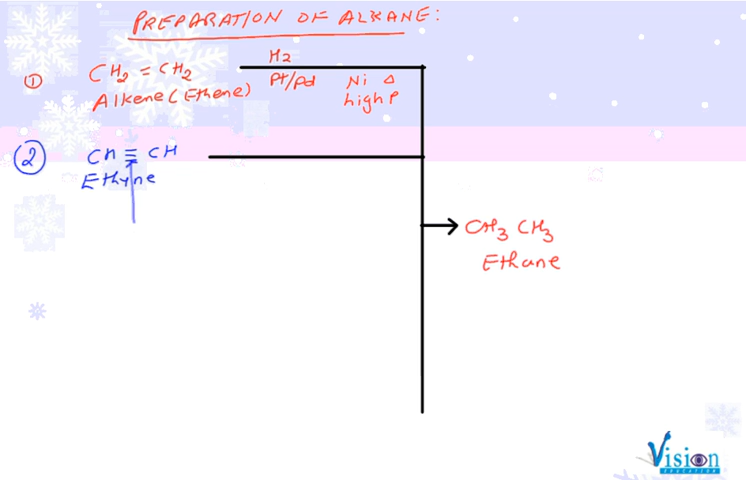 PREPARATION OF ALKANE:
① CH2 = CH2
Alkene (Ethene)
H2
Pt/Pd
Ni Δ
high P
② CH ≡ CH
Ethyne
CH3 CH3
Ethane
Vision
EDUCATION